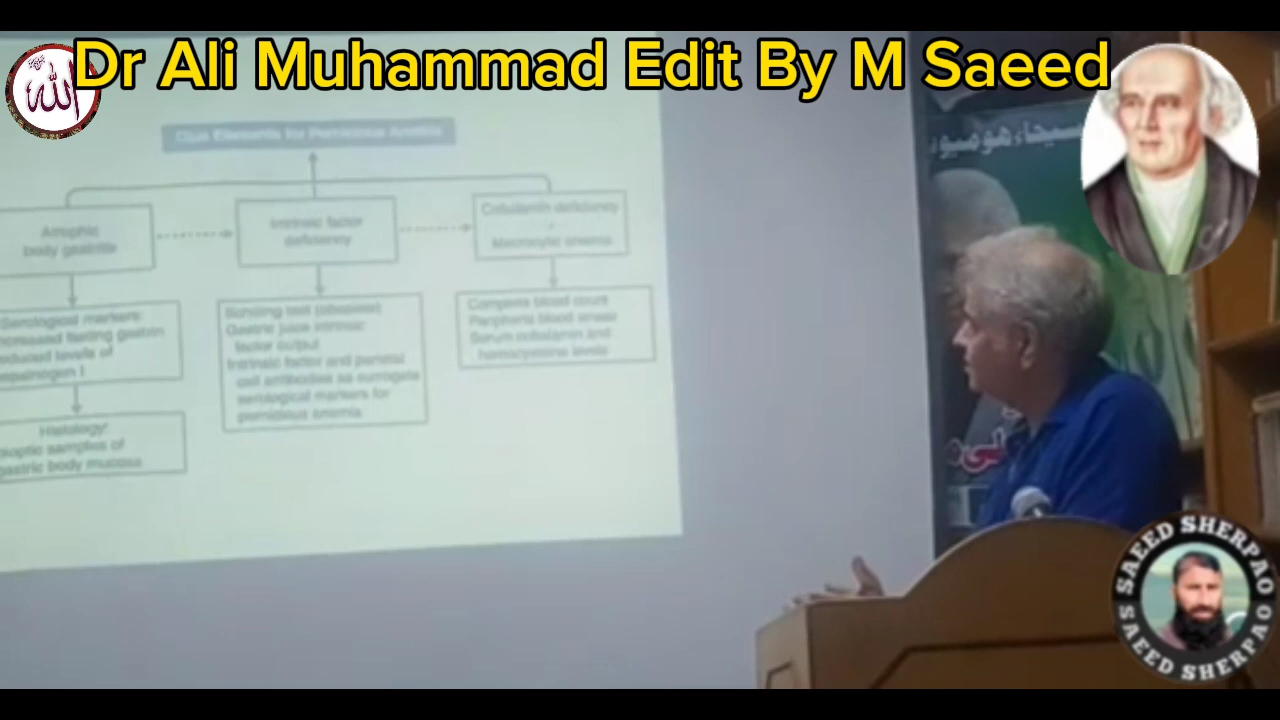 Dr Ali Muhammad Edit By M Saeed
الله
Clue Elements for Pernicious Anemia
Atrophic
body gastritis
Intrinsic factor
deficiency
Cobalamin deficiency
Macrocytic anemia
Serological markers:
increased fasting gastrin
reduced levels of
pepsinogen I
Schilling test (obsolete)
Gastric juice intrinsic
factor output
Intrinsic factor and parietal
cell antibodies as surrogate
serological markers for
pernicious anemia
Complete blood count
Peripheral blood smear
Serum cobalamin and
homocysteine levels
Histology:
bioptic samples of
gastric body mucosa
SAEED SHERPAO
SAEED SHERPAO